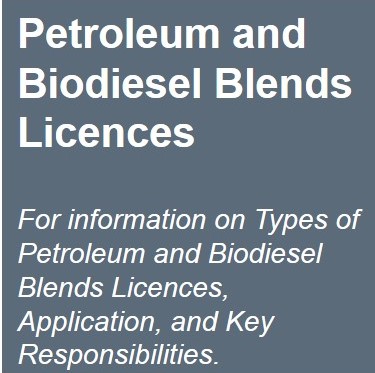 Petroleum and
Biodiesel Blends
Licences
For information on Types of
Petroleum and Biodiesel
Blends Licences,
Application, and Key
Responsibilities.